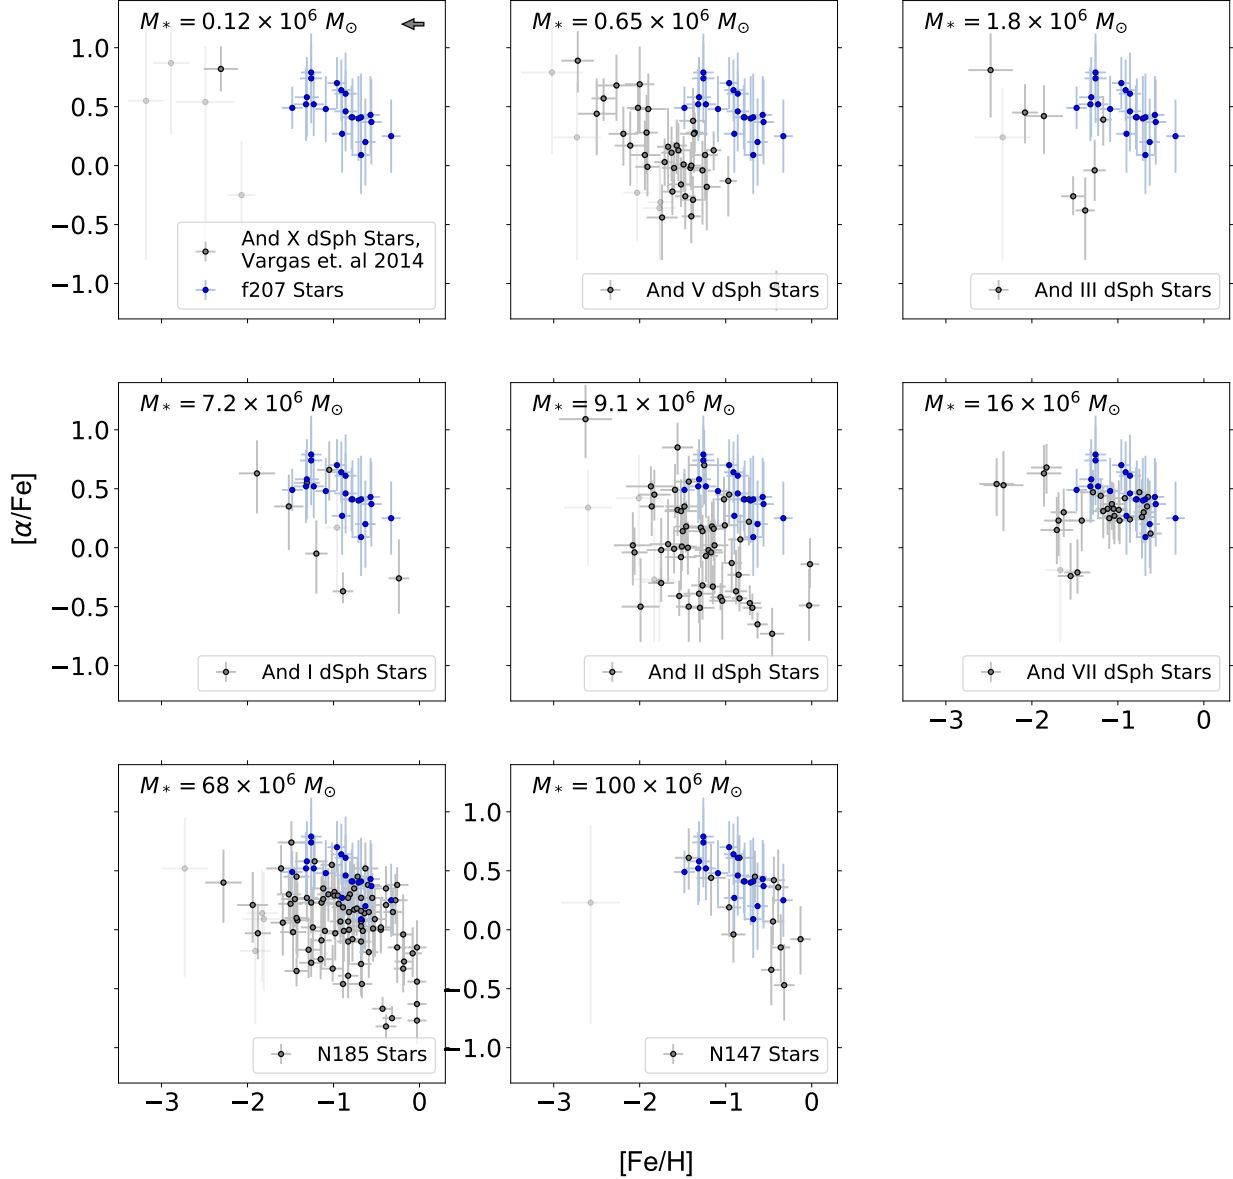 M* = 0.12 × 10⁶ M⊙
M* = 0.65 × 10⁶ M⊙
M* = 1.8 × 10⁶ M⊙
1.0
0.5
0.0
−0.5
−1.0
And X dSph Stars,
Vargas et. al 2014
f207 Stars
And V dSph Stars
And III dSph Stars
M* = 7.2 × 10⁶ M⊙
M* = 9.1 × 10⁶ M⊙
M* = 16 × 10⁶ M⊙
[α/Fe]
1.0
0.5
0.0
−0.5
−1.0
And I dSph Stars
And II dSph Stars
And VII dSph Stars
−3 −2 −1 0
M* = 68 × 10⁶ M⊙
M* = 100 × 10⁶ M⊙
1.0
0.5
0.0
−0.5
−1.0
N185 Stars
N147 Stars
−3 −2 −1 0
−3 −2 −1 0
[Fe/H]